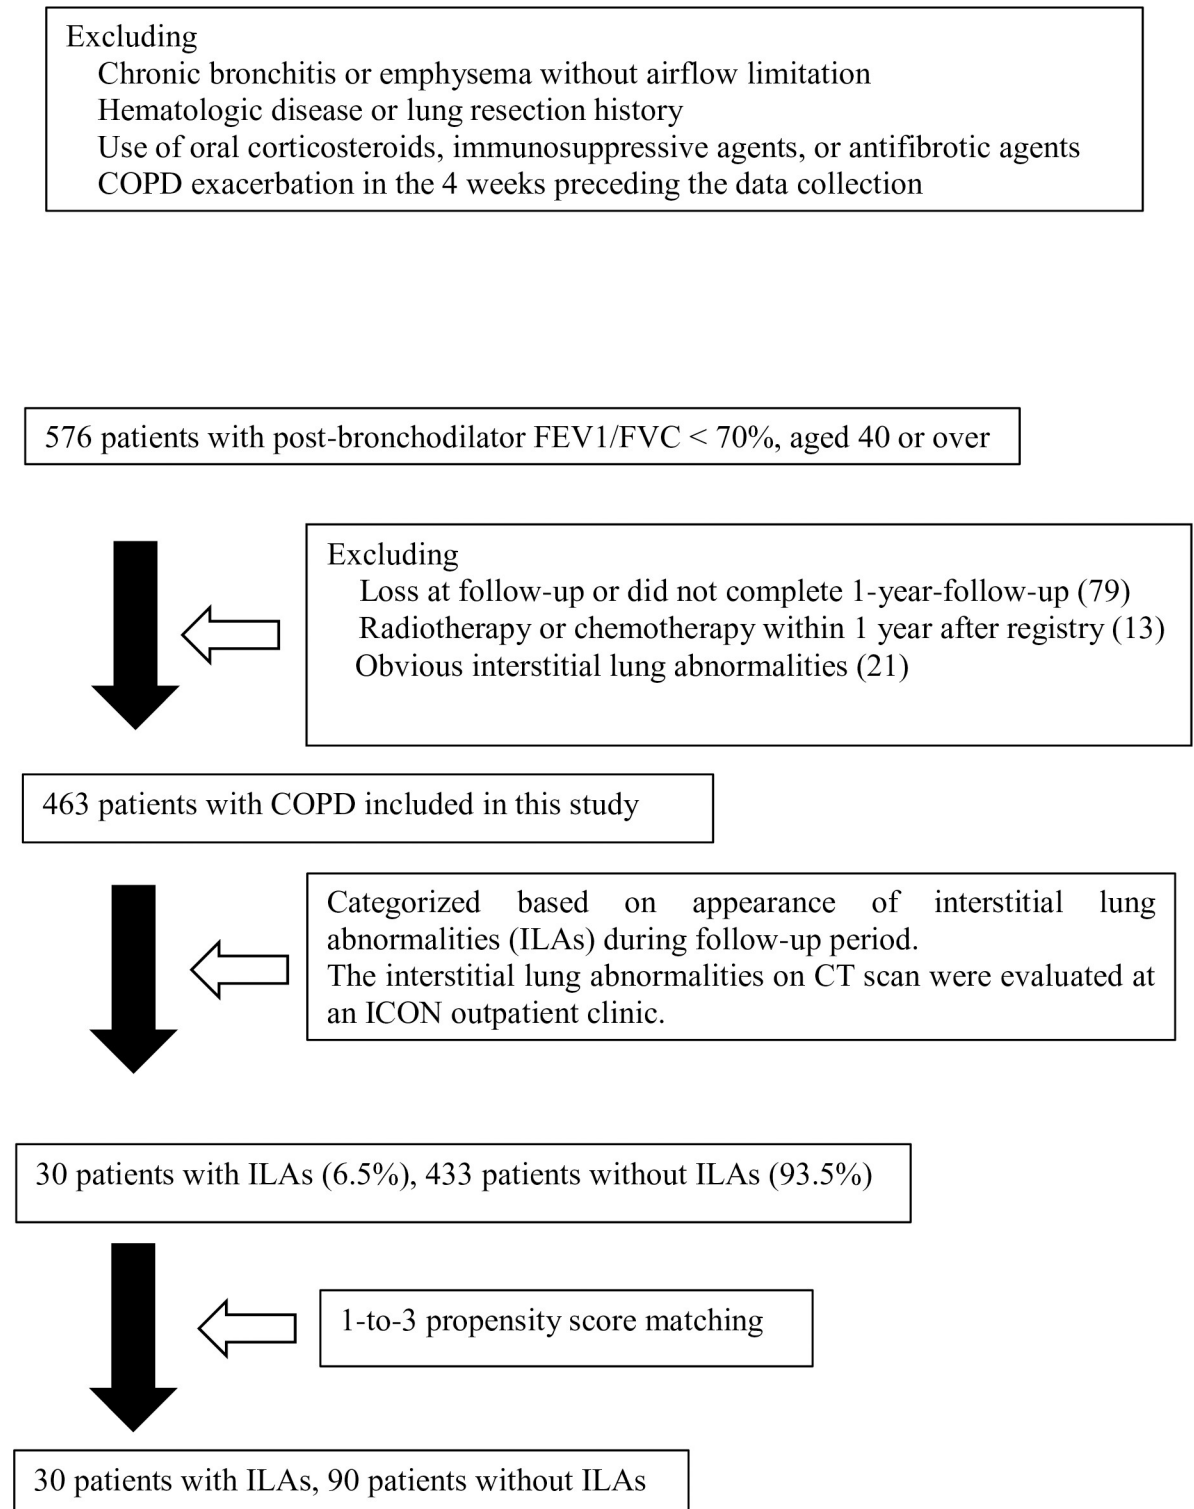 Excluding
Chronic bronchitis or emphysema without airflow limitation
Hematologic disease or lung resection history
Use of oral corticosteroids, immunosuppressive agents, or antifibrotic agents
COPD exacerbation in the 4 weeks preceding the data collection
576 patients with post-bronchodilator FEV1/FVC < 70%, aged 40 or over
Excluding
Loss at follow-up or did not complete 1-year-follow-up (79)
Radiotherapy or chemotherapy within 1 year after registry (13)
Obvious interstitial lung abnormalities (21)
463 patients with COPD included in this study
Categorized based on appearance of interstitial lung
abnormalities (ILAs) during follow-up period.
The interstitial lung abnormalities on CT scan were evaluated at
an ICON outpatient clinic.
30 patients with ILAs (6.5%), 433 patients without ILAs (93.5%)
1-to-3 propensity score matching
30 patients with ILAs, 90 patients without ILAs